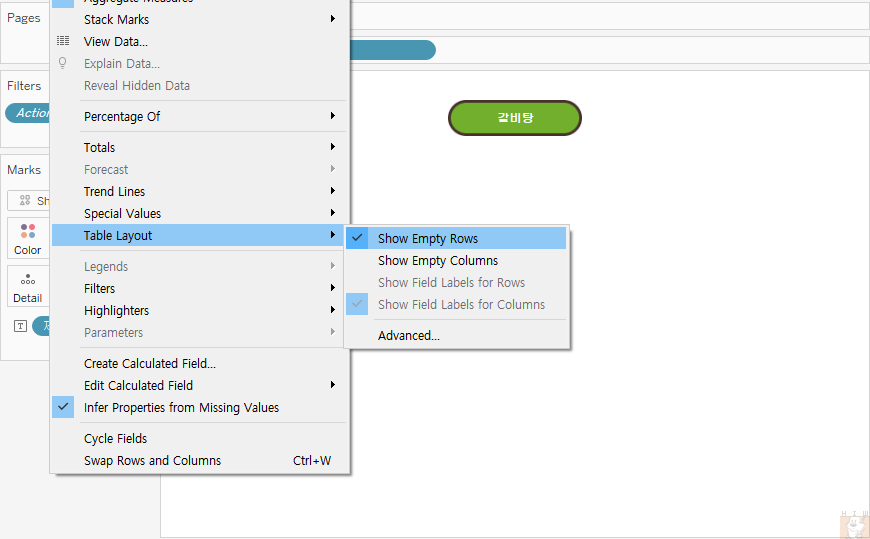 Pages
Aggregate Measures
Stack Marks
View Data...
Explain Data...
Reveal Hidden Data
Filters
Action
Percentage Of
갈비탕
Totals
Forecast
Marks
Trend Lines
Sh
Special Values
Table Layout
Show Empty Rows
Color
Show Empty Columns
Legends
Show Field Labels for Rows
Filters
Detail
Show Field Labels for Columns
Highlighters
T
Parameters
Advanced...
Create Calculated Field...
Edit Calculated Field
Infer Properties from Missing Values
Cycle Fields
Swap Rows and Columns Ctrl+W